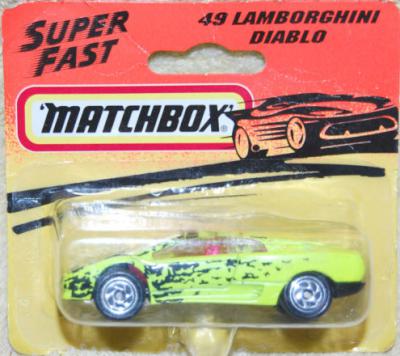 SUPER
FAST
49 LAMBORGHINI
DIABLO
"MATCHBOX"